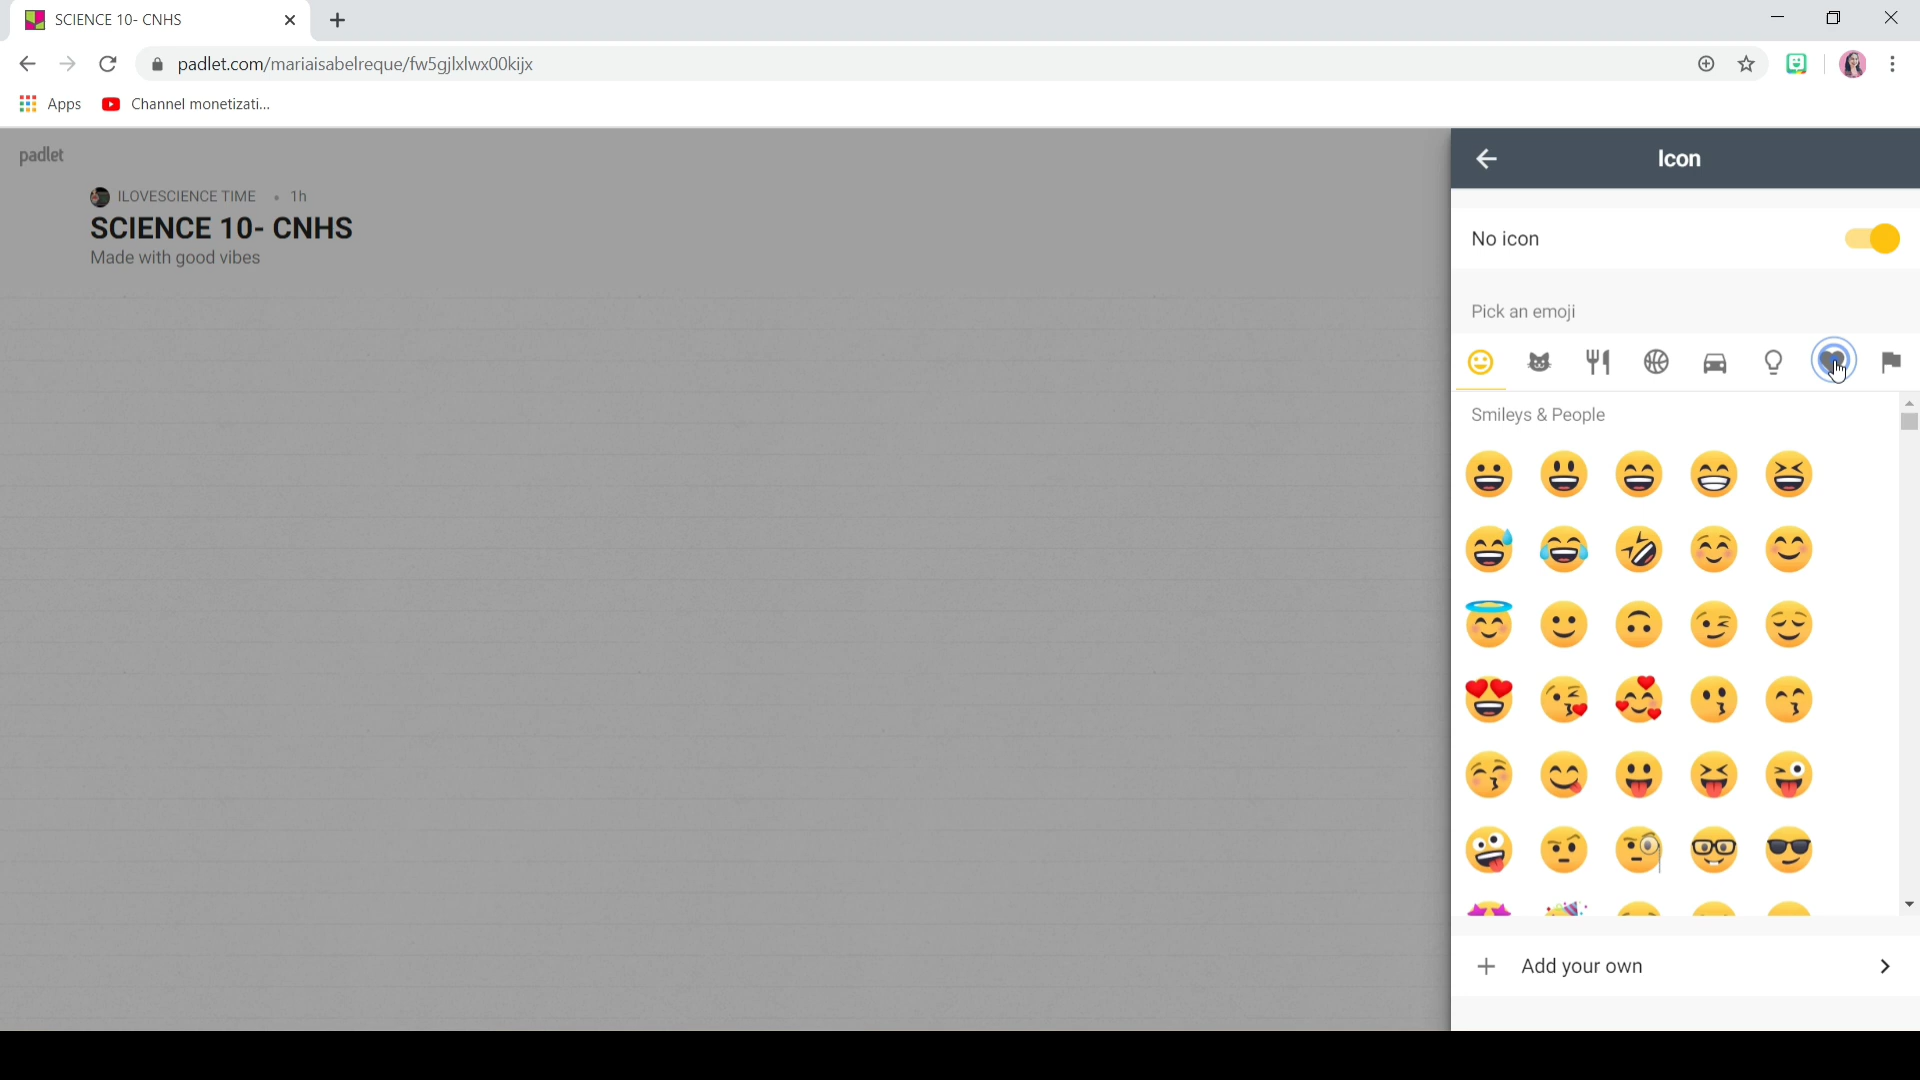 SCIENCE 10- CNHS
padlet.com/mariaisabelreque/fw5gjlxlwx00kijx
Apps
Channel monetizati...
padlet
ILOVESCIENCE TIME • 1h
SCIENCE 10- CNHS
Made with good vibes
Icon
No icon
Pick an emoji
Smileys & People
Add your own